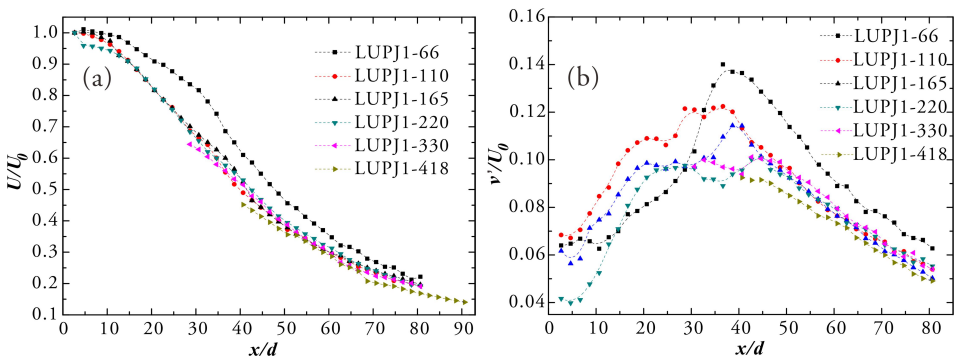 1.1
1.0
0.9
0.8
0.7
0.6
0.5
0.4
0.3
0.2
0.1
U/U0
(a)
LUPJ1-66
LUPJ1-110
LUPJ1-165
LUPJ1-220
LUPJ1-330
LUPJ1-418
0 10 20 30 40 50 60 70 80 90
x/d
0.16
0.14
0.12
0.10
0.08
0.06
0.04
v'/U0
(b)
LUPJ1-66
LUPJ1-110
LUPJ1-165
LUPJ1-220
LUPJ1-330
LUPJ1-418
0 10 20 30 40 50 60 70 80
x/d